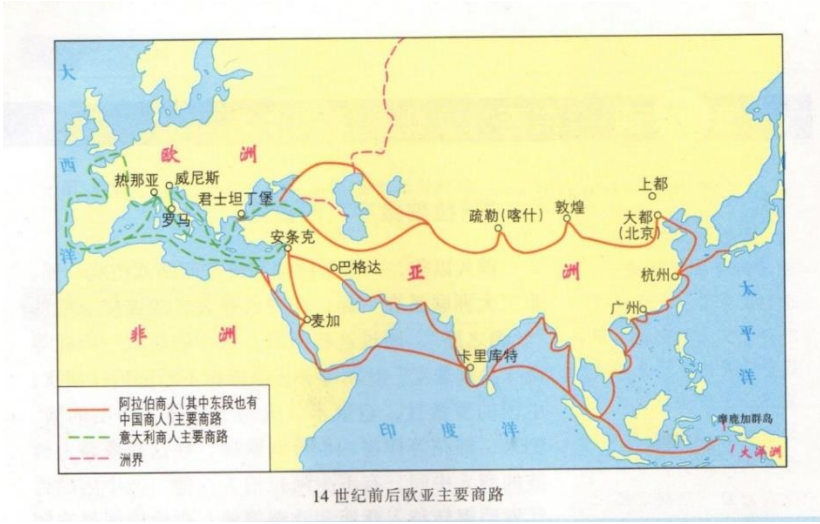 大西洋
欧洲
热那亚
威尼斯
罗马
君士坦丁堡
安条克
巴格达
麦加
非洲
亚洲
疏勒(喀什)
敦煌
上都
大都
(北京)
杭州
广州
太平洋
卡里库特
印度洋
摩鹿加群岛
大洋洲
阿拉伯商人(其中东段也有
中国商人)主要商路
意大利商人主要商路
洲界
14世纪前后欧亚主要商路